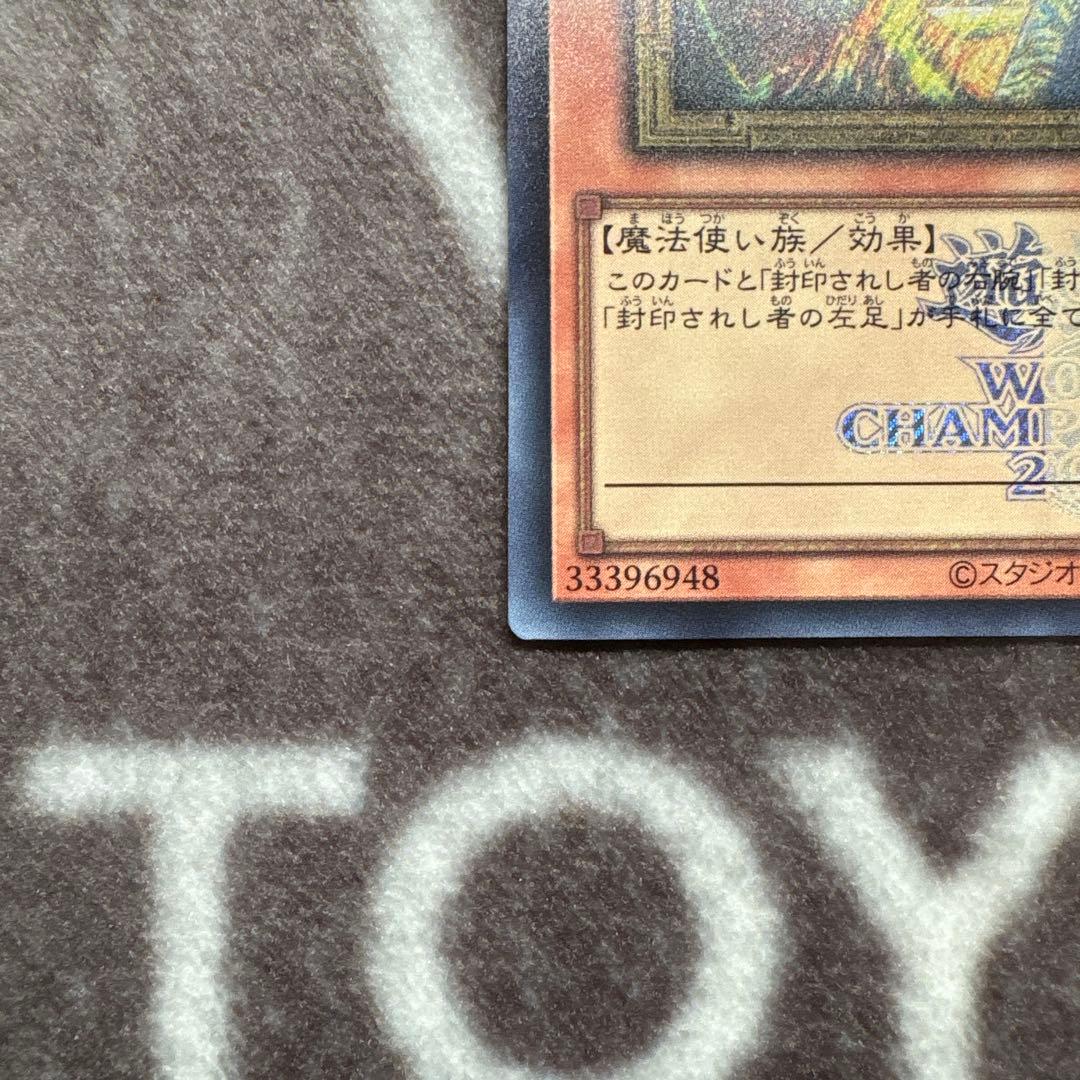 【魔法使い族／効果】
このカードと「封印されし者の右腕」「封
「封印されし者の左足」が手札に全て
WO
CHAMP
2
33396948
©スタジオ
TOY